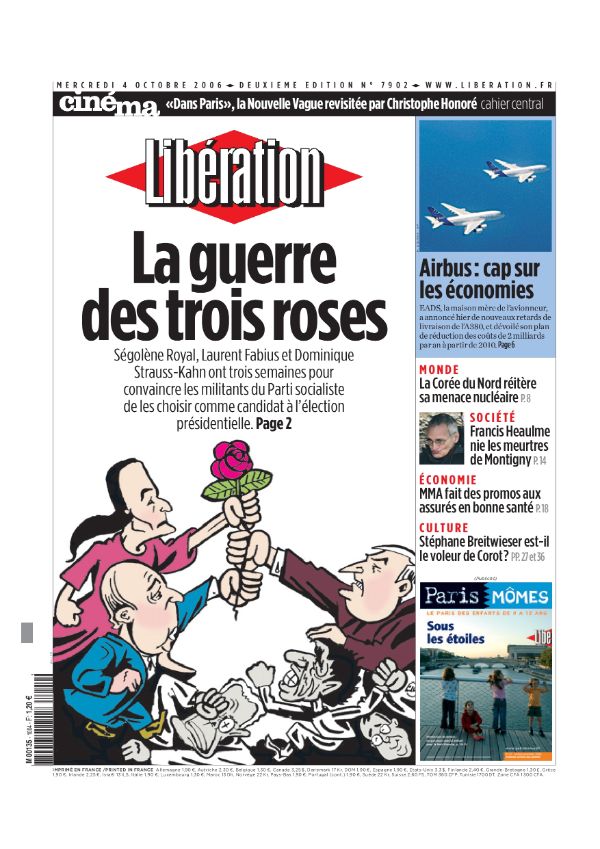 MERCREDI 4 OCTOBRE 2006 DEUXIEME EDITION N° 7902 WWW.LIBERATION.FR
cinéma «Dans Paris», la Nouvelle Vague revisitée par Christophe Honoré cahier central
Libération
La guerre
des trois roses
Ségolène Royal, Laurent Fabius et Dominique
Strauss-Kahn ont trois semaines pour
convaincre les militants du Parti socialiste
de les choisir comme candidat à l'élection
présidentielle. Page 2
Airbus : cap sur
les économies
EADS, la maison mère de l'avionneur,
a annoncé hier de nouveaux retards de
livraison de l'A380, et dévoilé son plan
de réduction des coûts de 2 milliards
par an à partir de 2010. Page 6
MONDE
La Corée du Nord réitère
sa menace nucléaire P. 8
SOCIÉTÉ
Francis Heaulme
nie les meurtres
de Montigny P. 14
ÉCONOMIE
MMA fait des promos aux
assurés en bonne santé P. 18
CULTURE
Stéphane Breitwieser est-il
le voleur de Corot? PP. 27 et 36
(PUBLICITÉ)
Paris MÔMES
LE PARIS DES ENFANTS DE 0 A 12 ANS
Sous
les étoiles
Libé
M 00135 - 1004 - F: 1,20 €
IMPRIMÉ EN FRANCE / PRINTED IN FRANCE